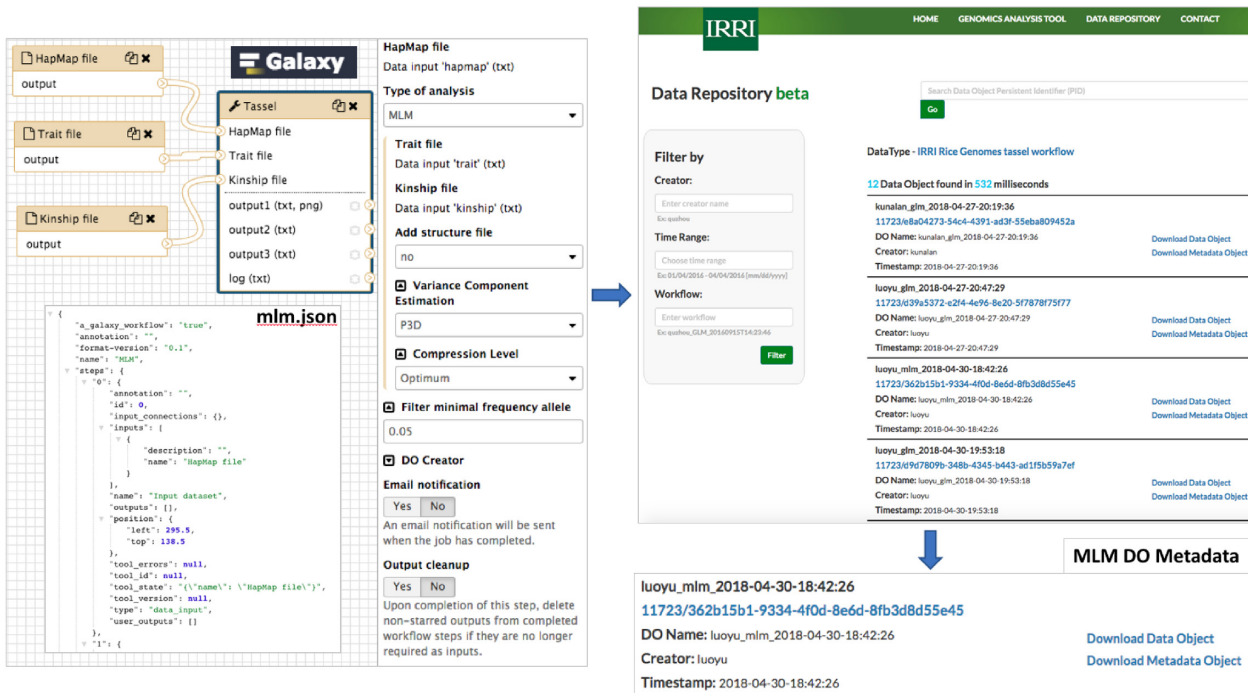 HapMap file
output
Trait file
output
Kinship file
output
Galaxy
Tassel
HapMap file
Trait file
Kinship file
output1 (txt, png)
output2 (txt)
output3 (txt)
log (txt)
mlm.json
{
"a_galaxy_workflow": "true",
"annotation": "",
"format-version": "0.1",
"name": "MLM",
"steps": {
"0": {
"annotation": "",
"id": 0,
"input_connections": {},
"inputs": [
{
"description": "",
"name": "HapMap file"
}
],
"name": "Input dataset",
"outputs": [],
"position": {
"left": 295.5,
"top": 138.5
},
"tool_errors": null,
"tool_id": null,
"tool_state": "{\"name\": \"HapMap file\"}",
"tool_version": null,
"type": "data_input",
"user_outputs": []
},
"1": {
HapMap file
Data input 'hapmap' (txt)
Type of analysis
MLM
Trait file
Data input 'trait' (txt)
Kinship file
Data input 'kinship' (txt)
Add structure file
no
Variance Component
Estimation
P3D
Compression Level
Optimum
Filter minimal frequency allele
0.05
DO Creator
Email notification
Yes No
An email notification will be sent
when the job has completed.
Output cleanup
Yes No
Upon completion of this step, delete
non-starred outputs from completed
workflow steps if they are no longer
required as inputs.
IRRI
HOME GENOMICS ANALYSIS TOOL DATA REPOSITORY CONTACT
Data Repository beta
Search Data Object Persistent Identifier (PID)
Go
Filter by
Creator:
Enter creator name
Ex: quzhou
Time Range:
Choose time range
Ex: 01/04/2016 - 04/04/2016 [mm/dd/yyyy]
Workflow:
Enter workflow
Ex: quzhou_GLM_20160915T14:23:46
Filter
DataType - IRRI Rice Genomes tassel workflow
12 Data Object found in 532 milliseconds
kunalan_glm_2018-04-27-20:19:36
11723/e8a04273-54c4-4391-ad3f-55eba809452a
DO Name: kunalan_glm_2018-04-27-20:19:36
Download Data Object
Creator: kunalan
Download Metadata Object
Timestamp: 2018-04-27-20:19:36
luoyu_glm_2018-04-27-20:47:29
11723/d39a5372-e2f4-4e96-8e20-5f7878f75f77
DO Name: luoyu_glm_2018-04-27-20:47:29
Download Data Object
Creator: luoyu
Download Metadata Object
Timestamp: 2018-04-27-20:47:29
luoyu_mlm_2018-04-30-18:42:26
11723/362b15b1-9334-4f0d-8e6d-8fb3d8d55e45
DO Name: luoyu_mlm_2018-04-30-18:42:26
Download Data Object
Creator: luoyu
Download Metadata Object
Timestamp: 2018-04-30-18:42:26
luoyu_glm_2018-04-30-19:53:18
11723/d9d7809b-348b-4345-b443-ad1f5b59a7ef
DO Name: luoyu_glm_2018-04-30-19:53:18
Download Data Object
Creator: luoyu
Download Metadata Object
Timestamp: 2018-04-30-19:53:18
MLM DO Metadata
luoyu_mlm_2018-04-30-18:42:26
11723/362b15b1-9334-4f0d-8e6d-8fb3d8d55e45
DO Name: luoyu_mlm_2018-04-30-18:42:26
Download Data Object
Creator: luoyu
Download Metadata Object
Timestamp: 2018-04-30-18:42:26